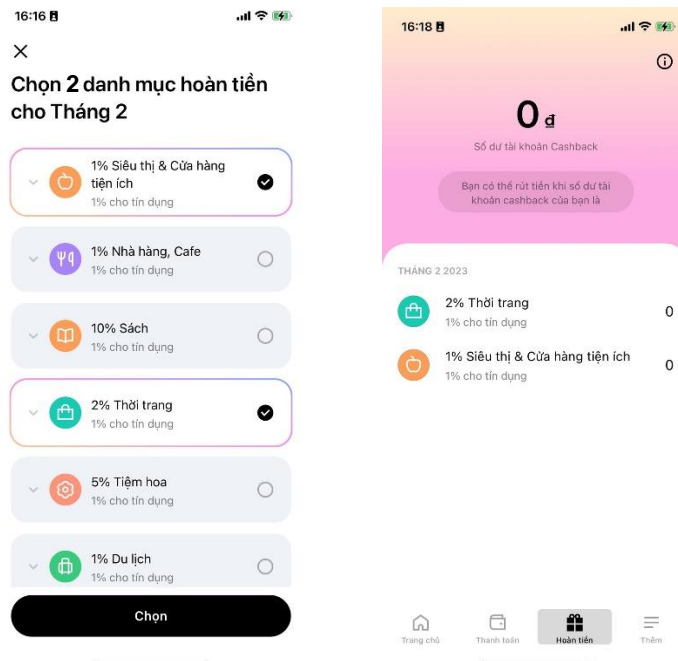 16:16
Chọn 2 danh mục hoàn tiền
cho Tháng 2
1% Siêu thị & Cửa hàng
tiện ích
1% cho tín dụng
1% Nhà hàng, Cafe
1% cho tín dụng
10% Sách
1% cho tín dụng
2% Thời trang
1% cho tín dụng
5% Tiệm hoa
1% cho tín dụng
1% Du lịch
1% cho tín dụng
Chọn
16:18
0 đ
Số dư tài khoản Cashback
Bạn có thể rút tiền khi số dư tài
khoản cashback của bạn là
THÁNG 2 2023
2% Thời trang
0
1% cho tín dụng
1% Siêu thị & Cửa hàng tiện ích
0
1% cho tín dụng
Trang chủ
Thanh toán
Hoàn tiền
Thêm